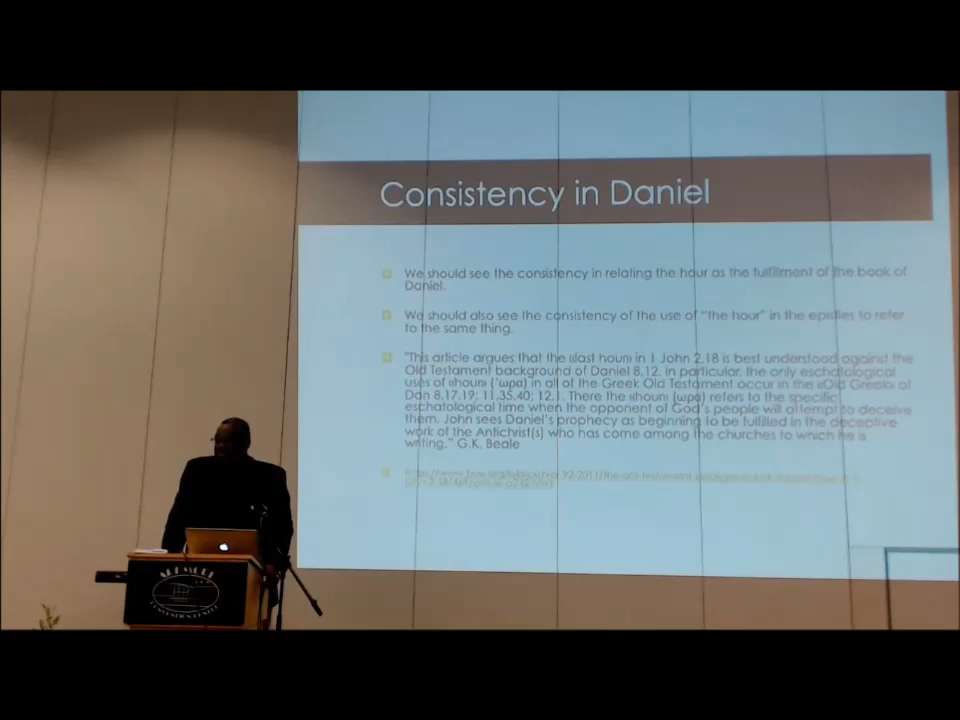 Consistency in Daniel
We should see the consistency in relating the hour as the fulfillment of the book of
Daniel.
We should also see the consistency of the use of "the hour" in the epistles to refer
to the same thing.
"This article argues that the «last hour» in 1 John 2.18 is best understood against the
Old Testament background of Daniel 8,12. In particular, the only eschatological
uses of «hour» ('ωρα) in all of the Greek Old Testament occur in the «Old Greek» of
Dan 8.17.19; 11.35.40; 12.1. There the «hour» (ωρα) refers to the specific
eschatological time when the opponent of God's people will attempt to deceive
them. John sees Daniel's prophecy as beginning to be fulfilled in the deceptive
work of the Antichrist(s) who has come among the churches to which he is
writing." G.K. Beale
ARDMORE
CONVENTION CENTER